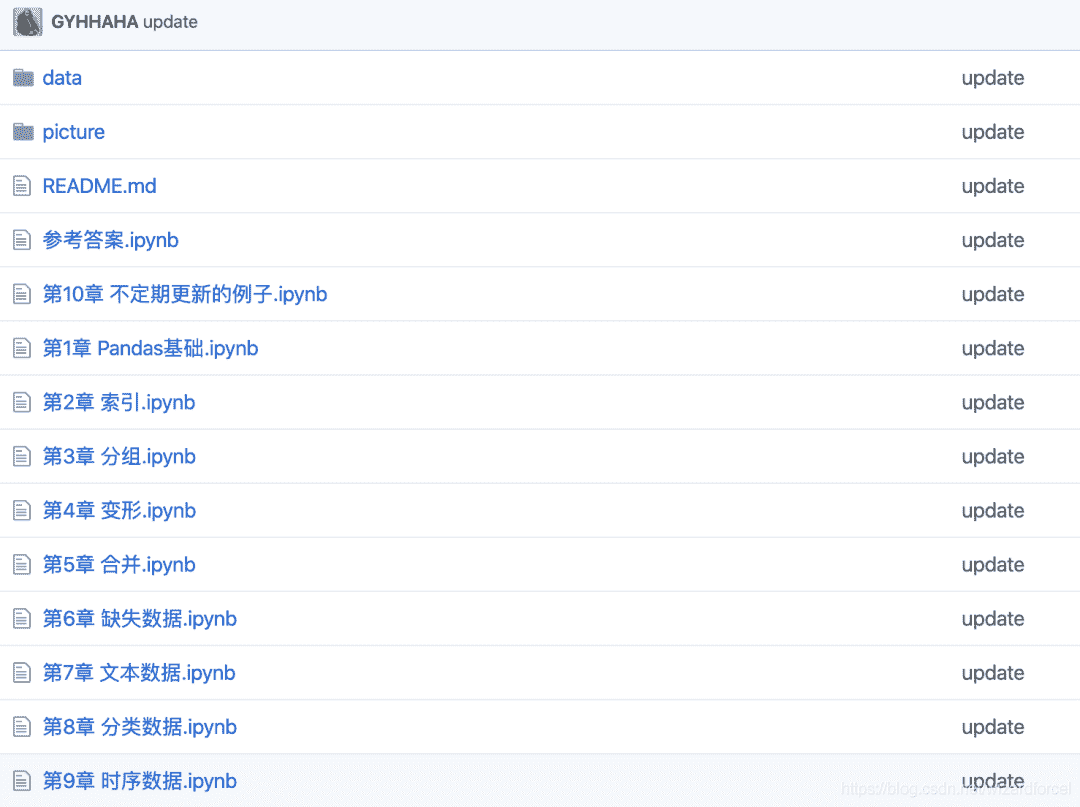 GYHHAHA update
data update
picture update
README.md update
参考答案.ipynb update
第10章 不定期更新的例子.ipynb update
第1章 Pandas基础.ipynb update
第2章 索引.ipynb update
第3章 分组.ipynb update
第4章 变形.ipynb update
第5章 合并.ipynb update
第6章 缺失数据.ipynb update
第7章 文本数据.ipynb update
第8章 分类数据.ipynb update
第9章 时序数据.ipynb update